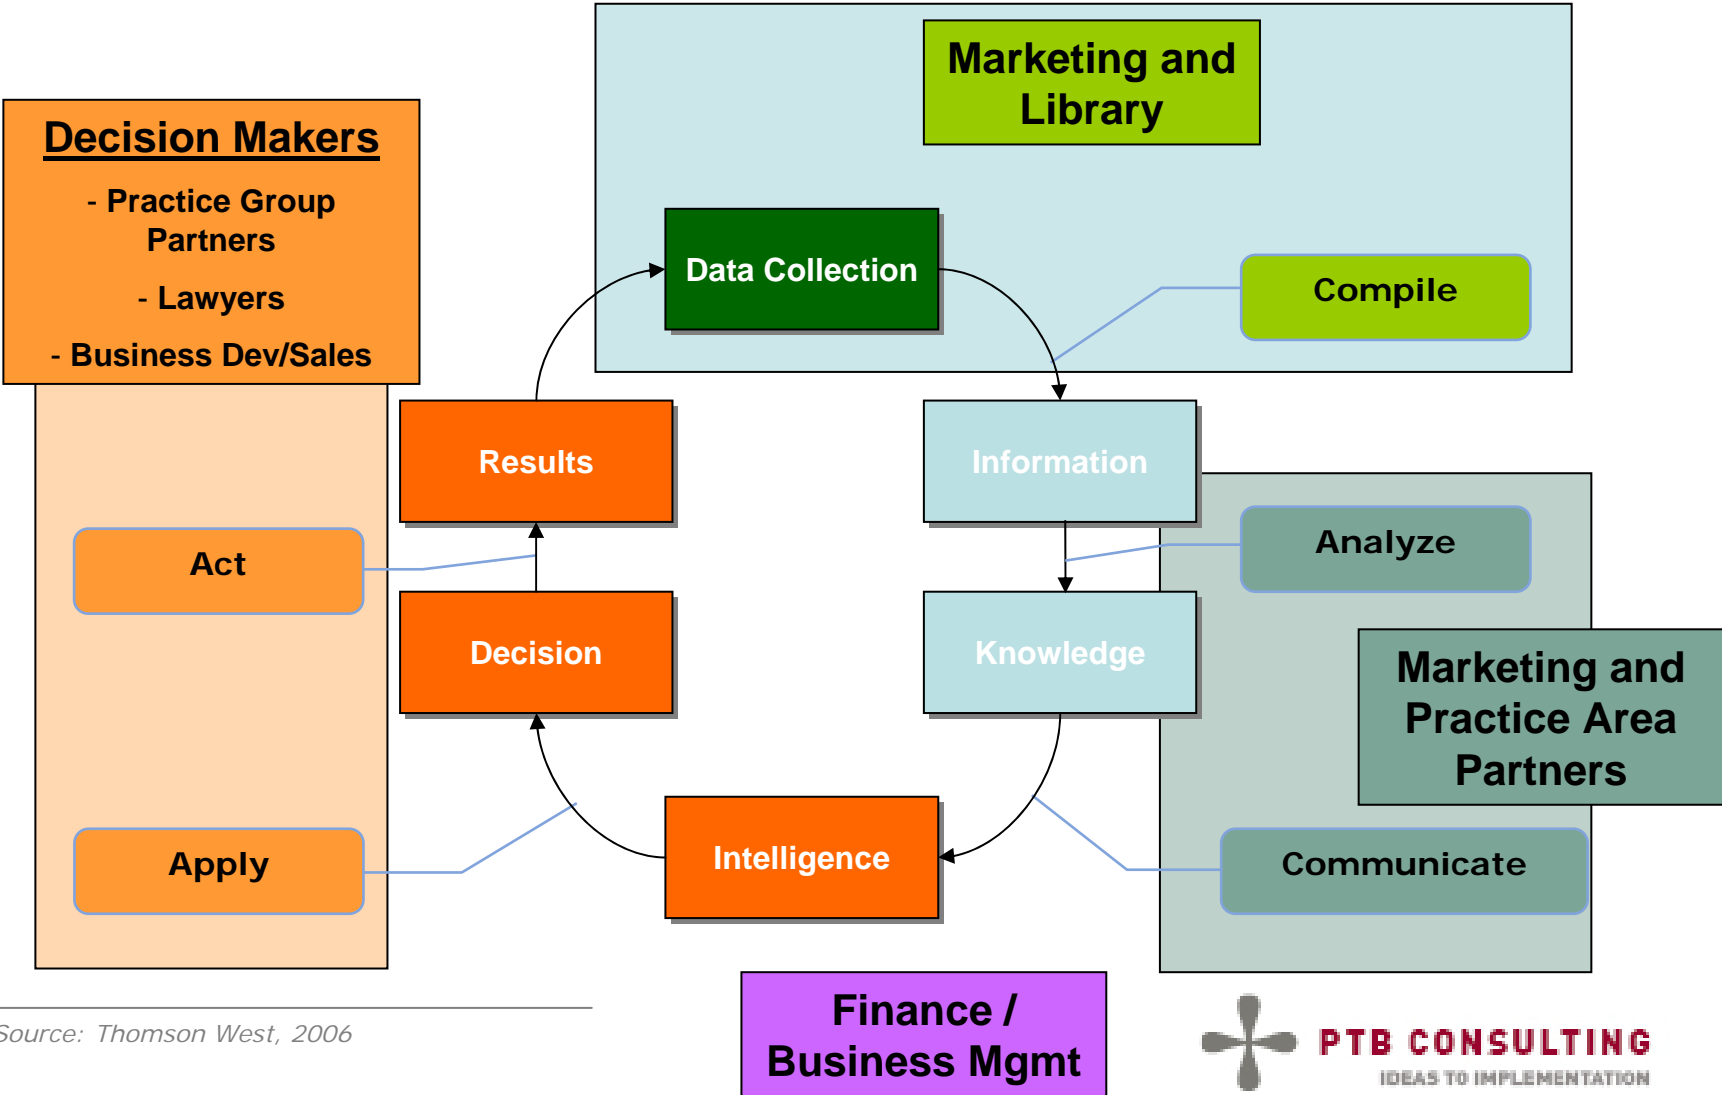 Marketing and
Library
Decision Makers
- Practice Group
Partners
- Lawyers
- Business Dev/Sales
Data Collection
Compile
Results
Information
Act
Analyze
Decision
Knowledge
Marketing and
Practice Area
Partners
Apply
Intelligence
Communicate
Finance /
Business Mgmt
Source: Thomson West, 2006
PTB CONSULTING
IDEAS TO IMPLEMENTATION